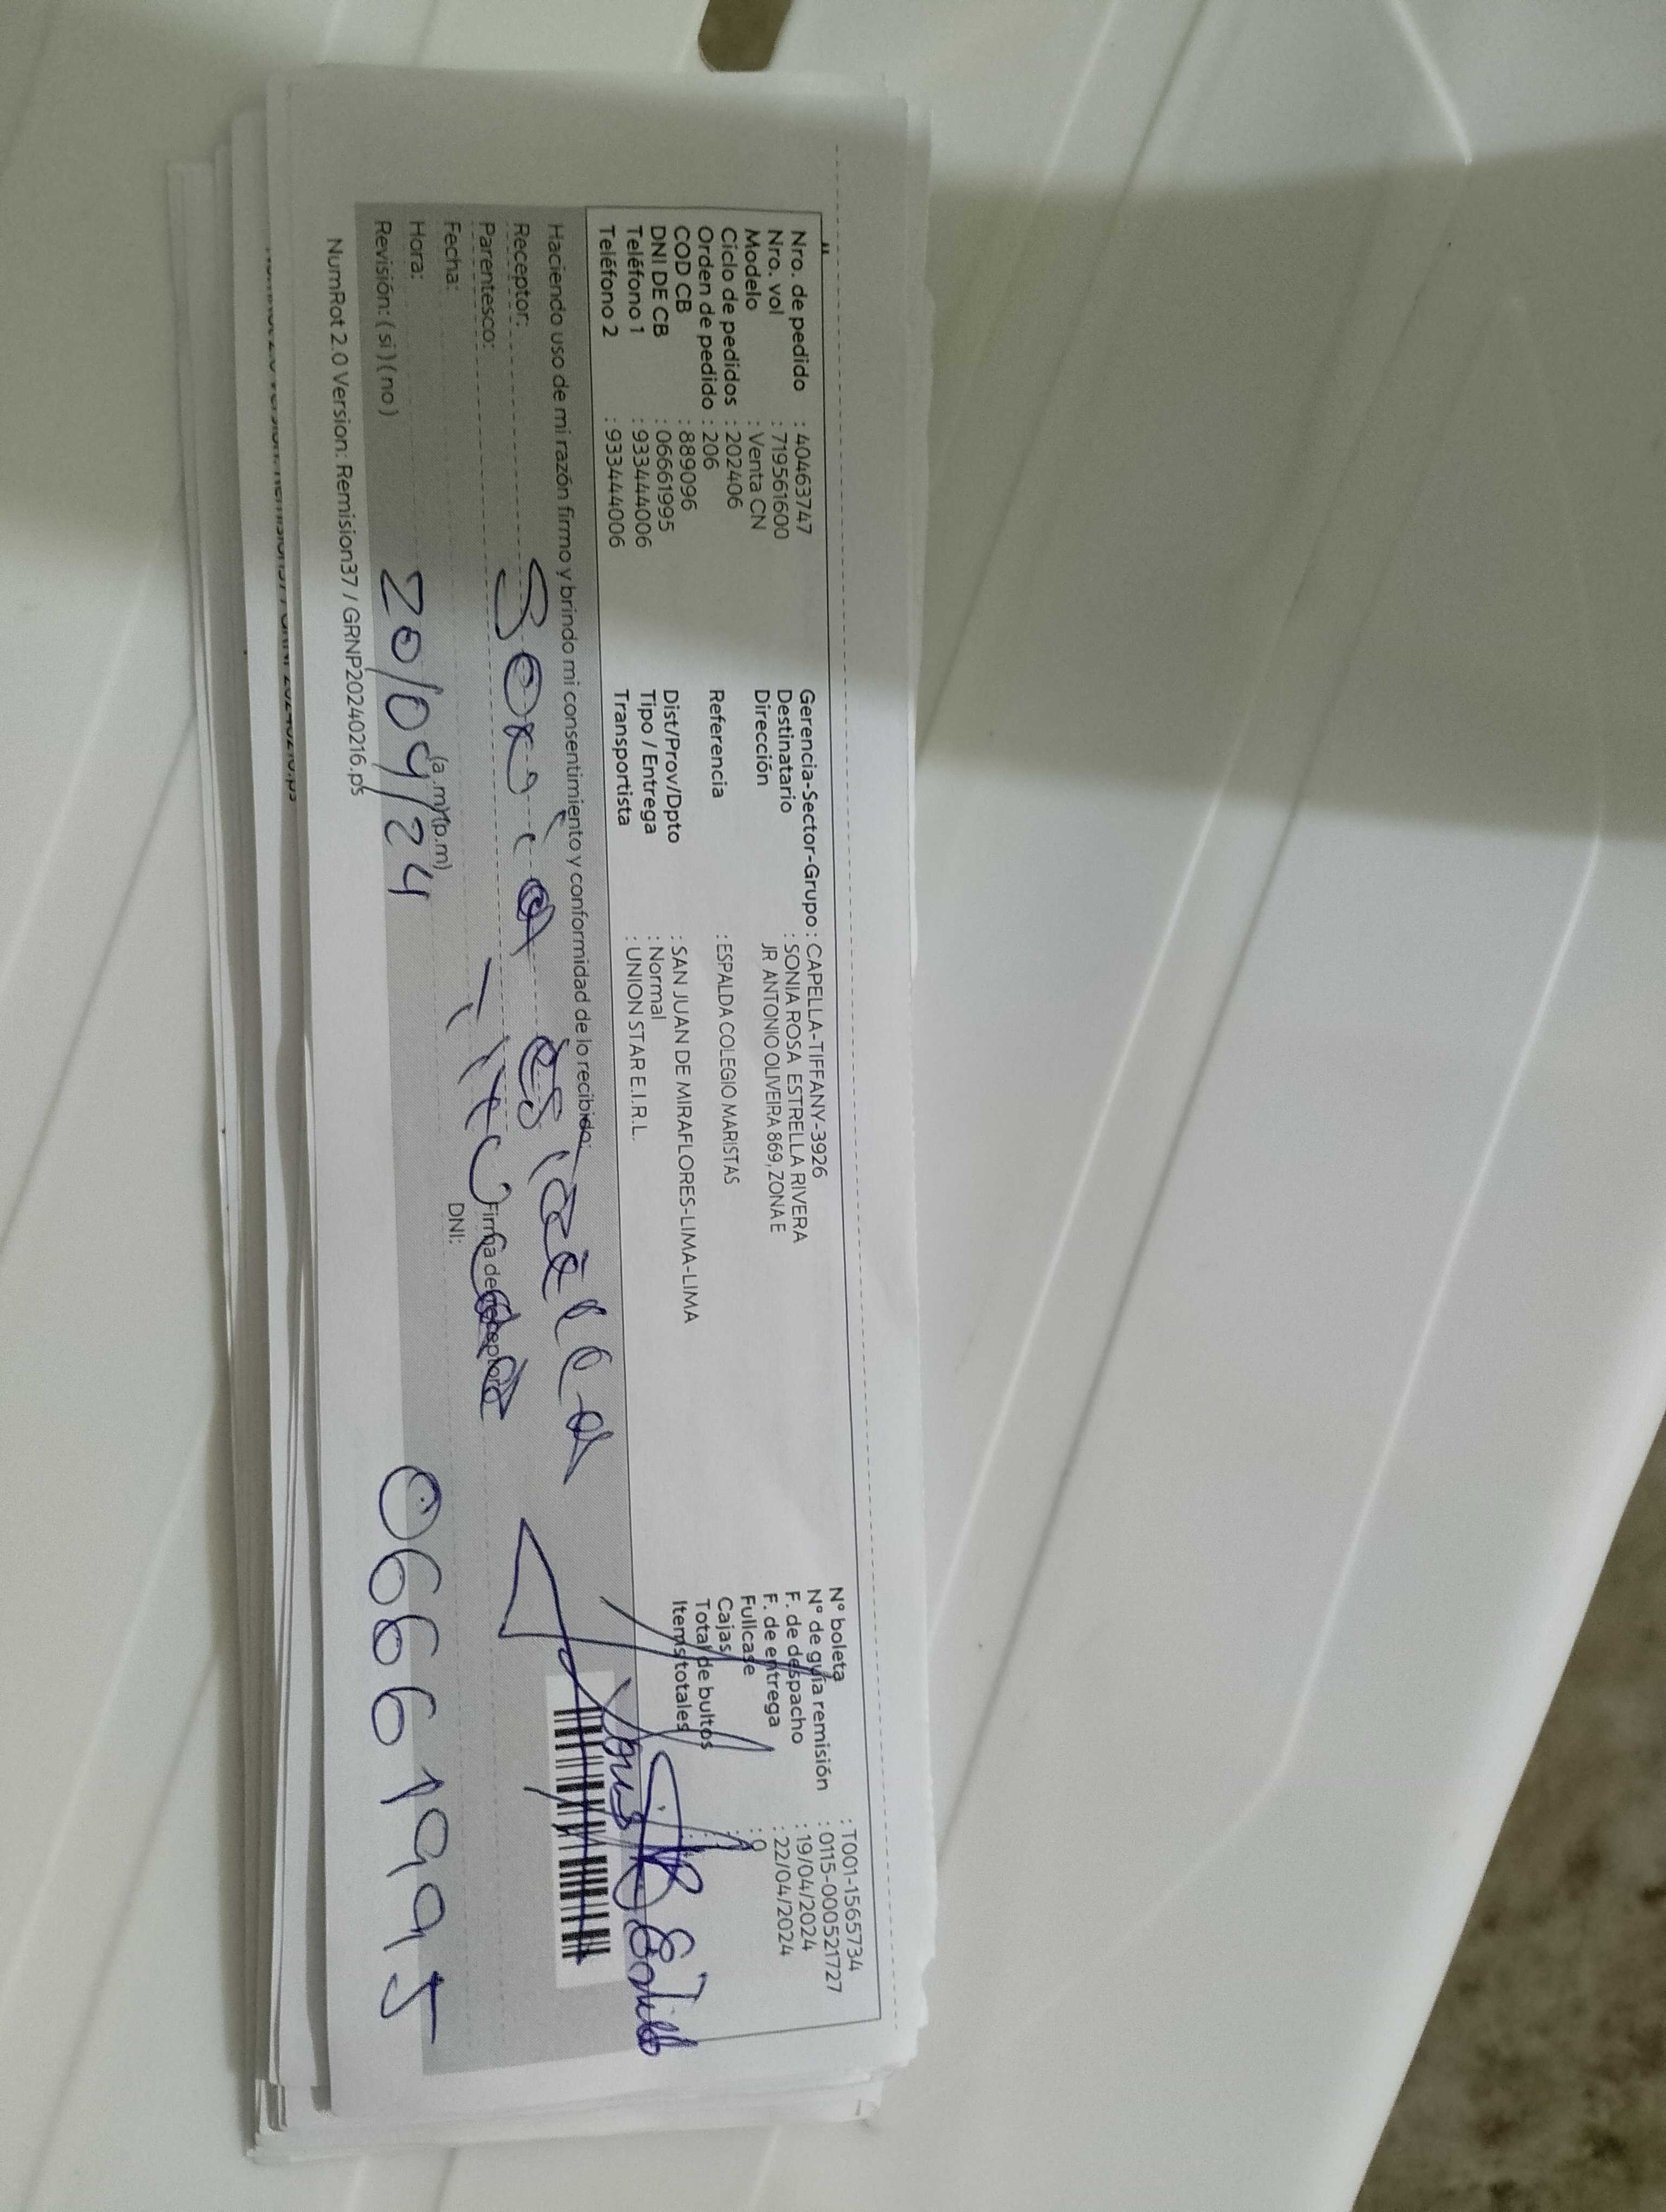 Nro. de pedido : 40463747
Nro. vol : 719561600
Modelo : Venta CN
Ciclo de pedidos : 202406
Orden de pedido : 206
COD CB : 889096
DNI DE CB : 06661995
Teléfono 1 : 933444006
Teléfono 2 : 933444006
Gerencia-Sector-Grupo : CAPELLA-TIFFANY-3926
Destinatario : SONIA ROSA ESTRELLA RIVERA
Dirección JR ANTONIO OLIVEIRA 869, ZONA E
Referencia : ESPALDA COLEGIO MARISTAS
Dist/Prov/Dpto : SAN JUAN DE MIRAFLORES-LIMA-LIMA
Tipo / Entrega : Normal
Transportista : UNION STAR E.I.R.L.
N° boleta : T001-1565734
N° de guía remisión : 0115-000521727
F. de despacho : 19/04/2024
F. de entrega : 22/04/2024
Fullcase : 0
Cajas
Total de bultos
Items totales
Haciendo uso de mi razón firmo y brindo mi consentimiento y conformidad de lo recibido:
Receptor: Sonia Estrella
Parentesco:
Firma de receptor
Fecha:
DNI:
Hora: (a.m) (p.m)
20/04/24
06661995
Revisión: ( si ) ( no )
NumRot 2.0 Version: Remision37 / GRNP20240216.ps